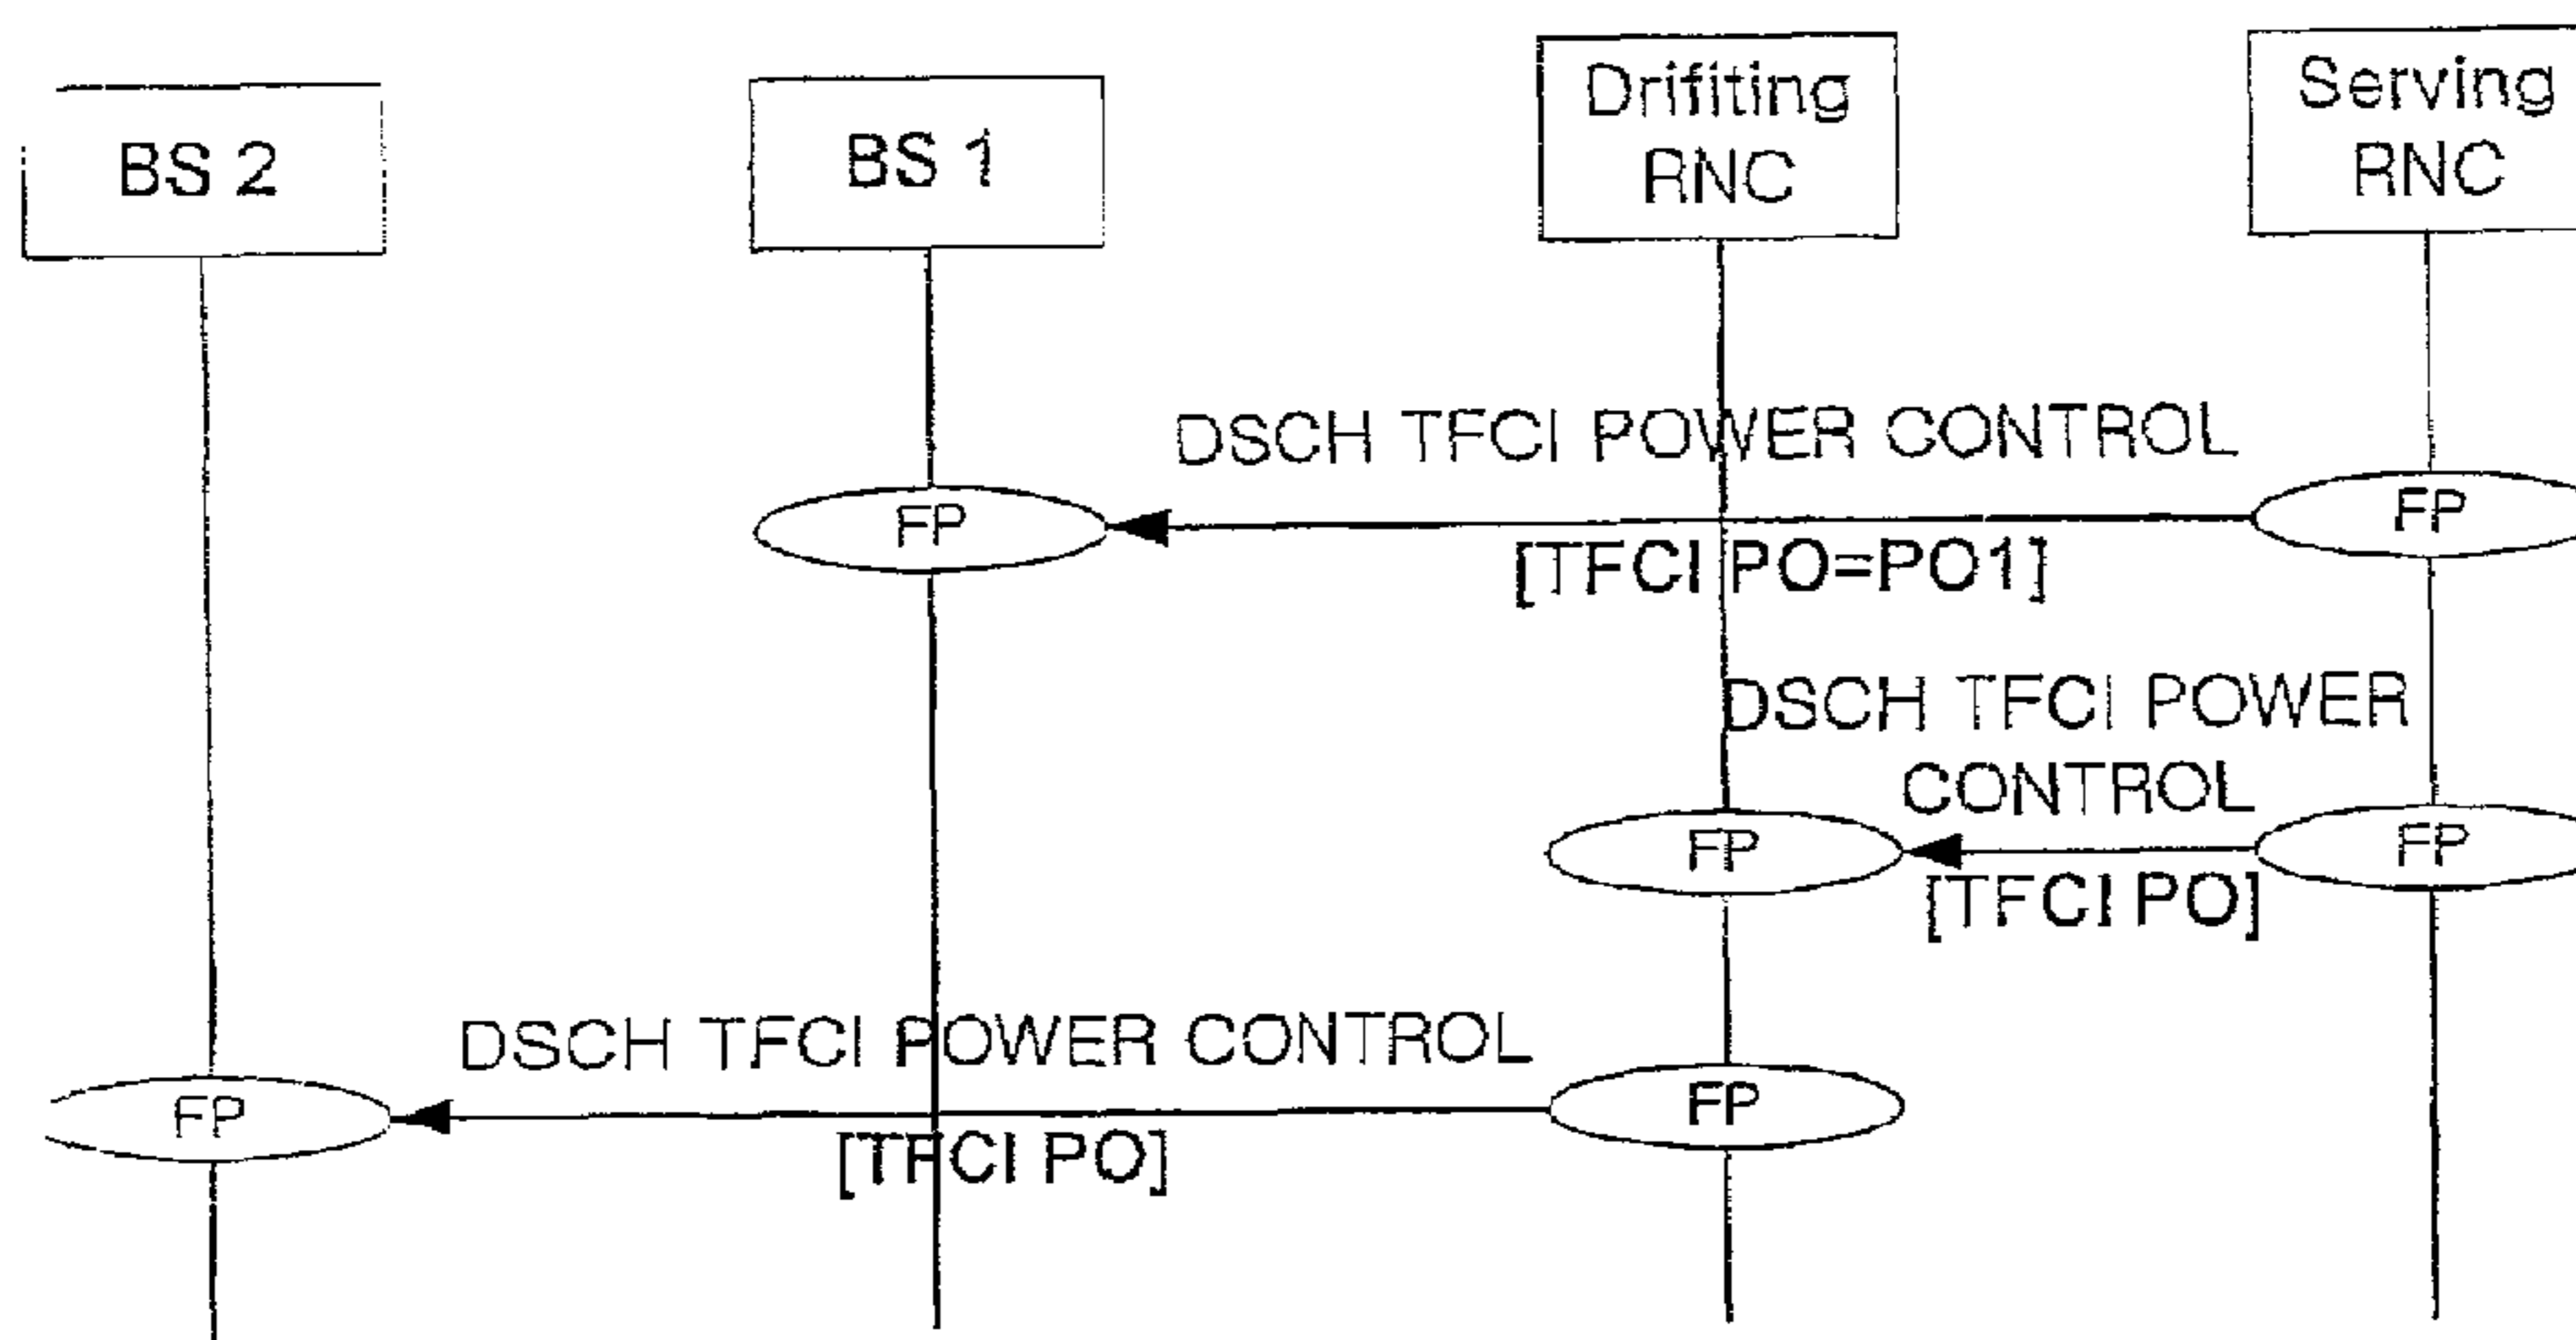 BS 2
BS 1
Drifiting
RNC
Serving
RNC
DSCH TFCI POWER CONTROL
FP
FP
[TFCI PO=PO1]
DSCH TFCI POWER
CONTROL
FP
FP
[TFCI PO]
DSCH TFCI POWER CONTROL
FP
FP
[TFCI PO]